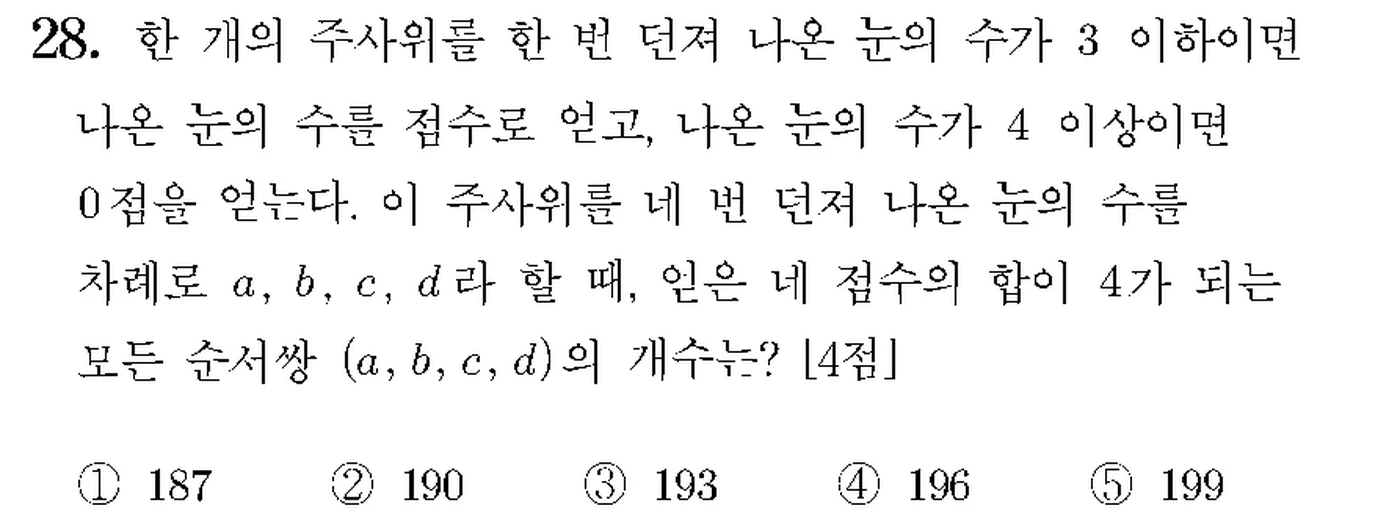 28. 한 개의 주사위를 한 번 던져 나온 눈의 수가 3 이하이면
나온 눈의 수를 점수로 얻고, 나온 눈의 수가 4 이상이면
0점을 얻는다. 이 주사위를 네 번 던져 나온 눈의 수를
차례로 a, b, c, d라 할 때, 얻은 네 점수의 합이 4가 되는
모든 순서쌍 (a, b, c, d)의 개수는? [4점]
① 187 ② 190 ③ 193 ④ 196 ⑤ 199